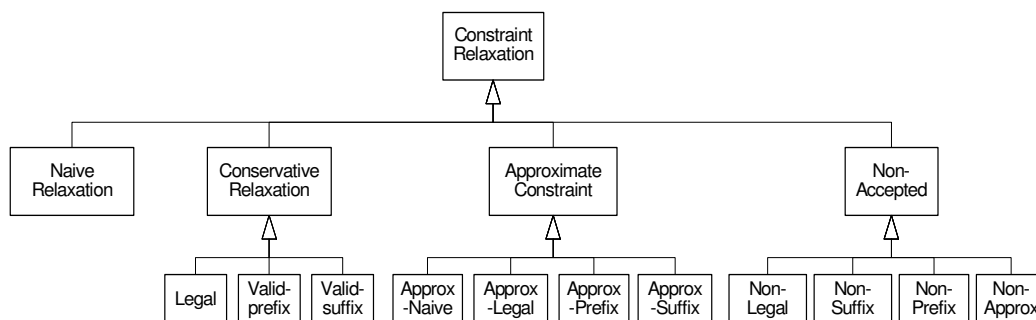 Constraint
Relaxation
Naive
Relaxation
Conservative
Relaxation
Approximate
Constraint
Non-
Accepted
Legal
Valid-
prefix
Valid-
suffix
Approx
-Naive
Approx
-Legal
Approx
-Prefix
Approx
-Suffix
Non-
Legal
Non-
Suffix
Non-
Prefix
Non-
Approx